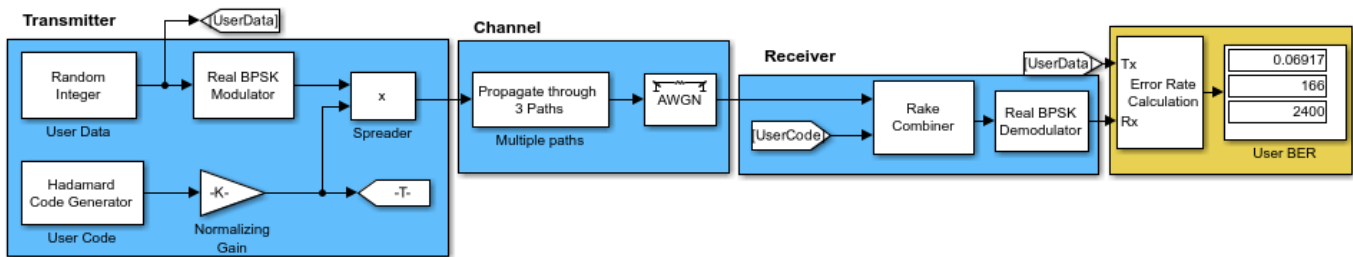 Transmitter
[UserData]
Random
Integer
User Data
Real BPSK
Modulator
x
Spreader
Hadamard
Code Generator
User Code
-K-
Normalizing
Gain
-T-
Channel
Propagate through
3 Paths
Multiple paths
AWGN
Receiver
[UserCode]
Rake
Combiner
Real BPSK
Demodulator
[UserData]
Tx
Error Rate
Calculation
Rx
0.06917
166
2400
User BER